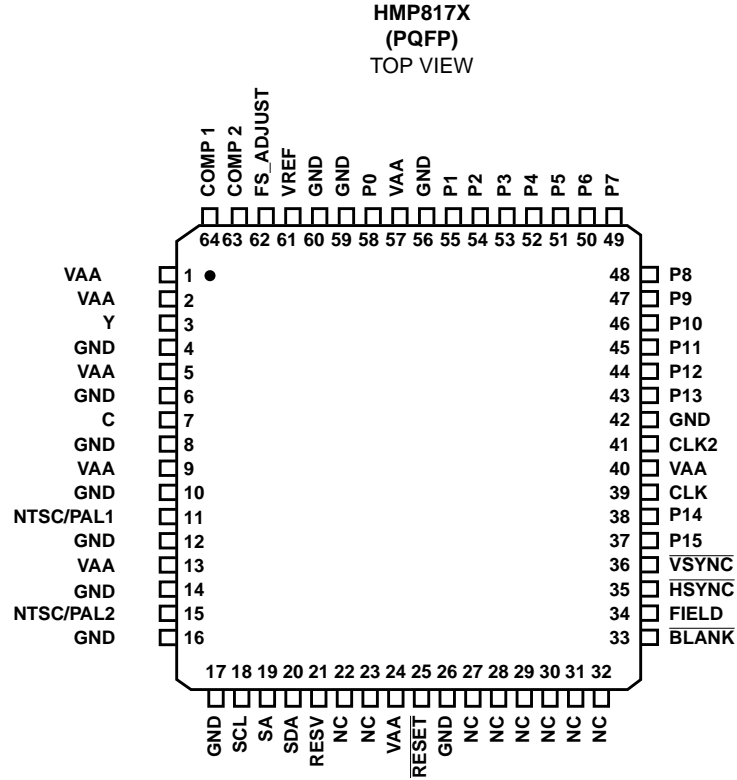 HMP817X
(PQFP)
TOP VIEW
COMP 1
COMP 2
FS_ADJUST
VREF
GND
GND
P0
VAA
GND
P1
P2
P3
P4
P5
P6
P7
64 63 62 61 60 59 58 57 56 55 54 53 52 51 50 49
VAA 1
VAA 2
Y 3
GND 4
VAA 5
GND 6
C 7
GND 8
VAA 9
GND 10
NTSC/PAL1 11
GND 12
VAA 13
GND 14
NTSC/PAL2 15
GND 16
48 P8
47 P9
46 P10
45 P11
44 P12
43 P13
42 GND
41 CLK2
40 VAA
39 CLK
38 P14
37 P15
36 VSYNC
35 HSYNC
34 FIELD
33 BLANK
17 18 19 20 21 22 23 24 25 26 27 28 29 30 31 32
GND
SCL
SA
SDA
RESV
NC
NC
VAA
RESET
GND
NC
NC
NC
NC
NC
NC